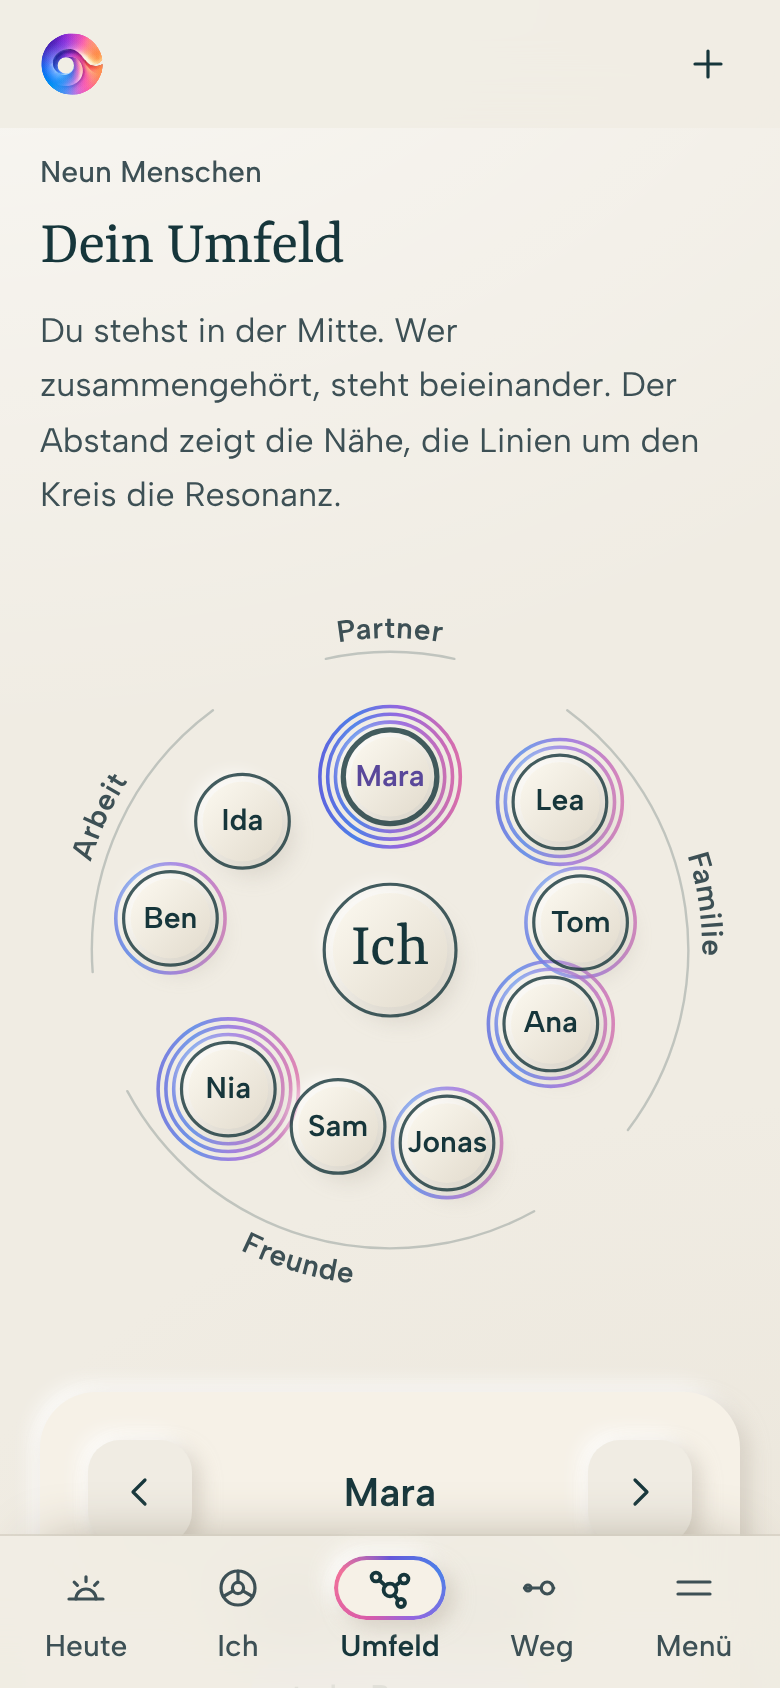 Neun Menschen
Dein Umfeld
Du stehst in der Mitte. Wer
zusammengehört, steht beieinander. Der
Abstand zeigt die Nähe, die Linien um den
Kreis die Resonanz.
Partner
Mara
Lea
Ida
Arbeit
Familie
Ben
Tom
Ich
Ana
Nia
Sam
Jonas
Freunde
Mara
Heute
Ich
Umfeld
Weg
Menü